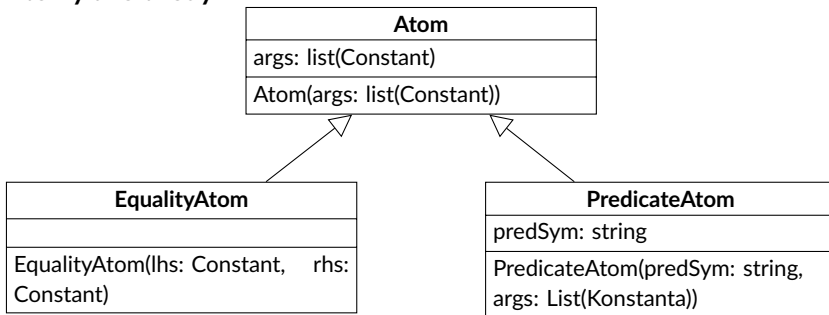 Atom
args: list(Constant)
Atom(args: list(Constant))
EqualityAtom
EqualityAtom(lhs: Constant, rhs:
Constant)
PredicateAtom
predSym: string
PredicateAtom(predSym: string,
args: List(Konstanta))